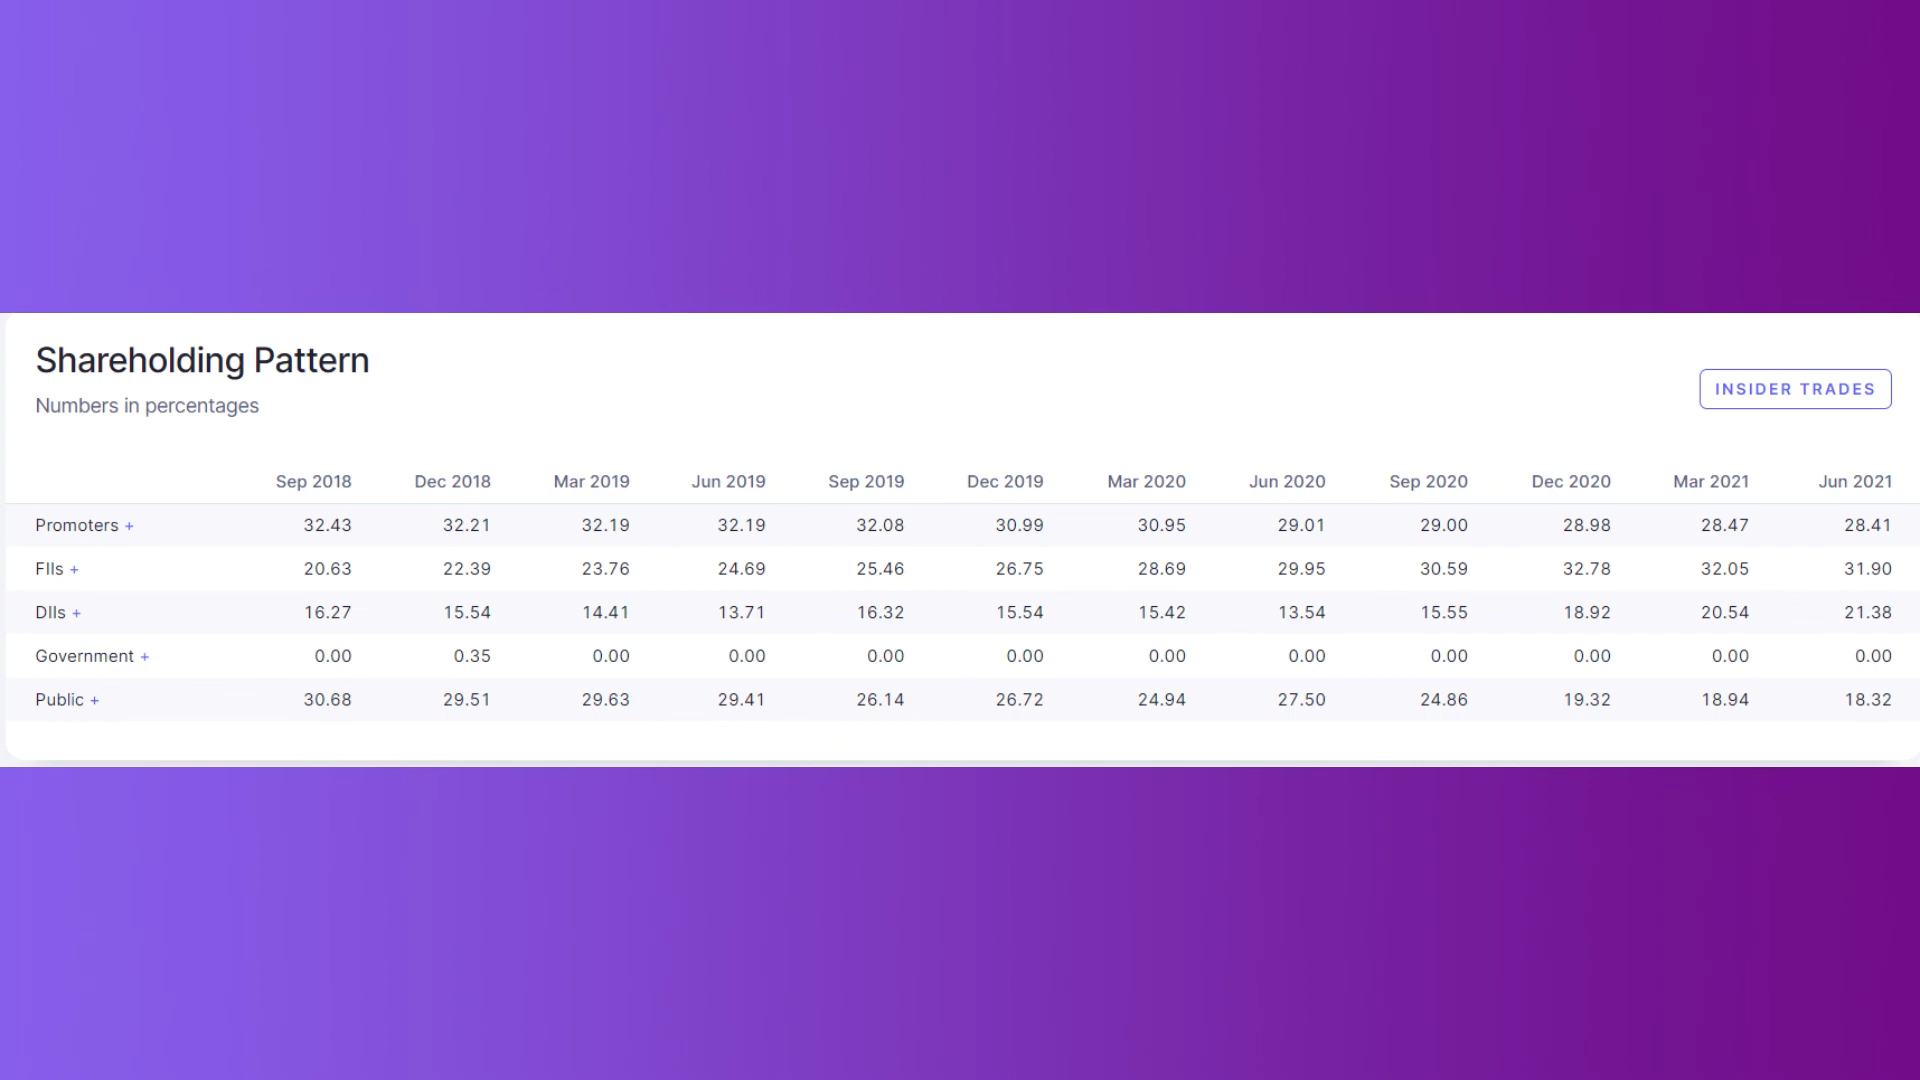 Shareholding Pattern
Numbers in percentages
INSIDER TRADES
Sep 2018 Dec 2018 Mar 2019 Jun 2019 Sep 2019 Dec 2019 Mar 2020 Jun 2020 Sep 2020 Dec 2020 Mar 2021 Jun 2021
Promoters + 32.43 32.21 32.19 32.19 32.08 30.99 30.95 29.01 29.00 28.98 28.47 28.41
FIIs + 20.63 22.39 23.76 24.69 25.46 26.75 28.69 29.95 30.59 32.78 32.05 31.90
DIIs + 16.27 15.54 14.41 13.71 16.32 15.54 15.42 13.54 15.55 18.92 20.54 21.38
Government + 0.00 0.35 0.00 0.00 0.00 0.00 0.00 0.00 0.00 0.00 0.00 0.00
Public + 30.68 29.51 29.63 29.41 26.14 26.72 24.94 27.50 24.86 19.32 18.94 18.32